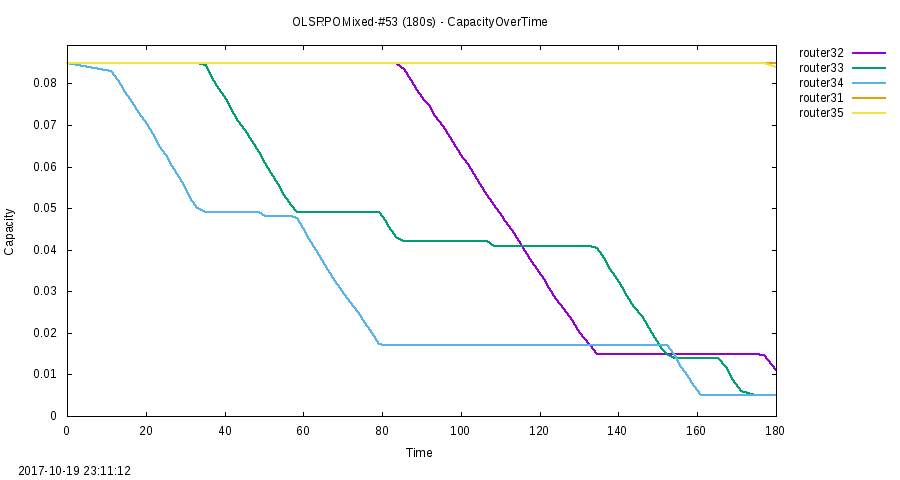 OLSRPOMixed-#53 (180s) - CapacityOverTime
router32
router33
router34
router31
router35
0.08
0.07
0.06
0.05
0.04
0.03
0.02
0.01
0
Capacity
0 20 40 60 80 100 120 140 160 180
Time
2017-10-19 23:11:12